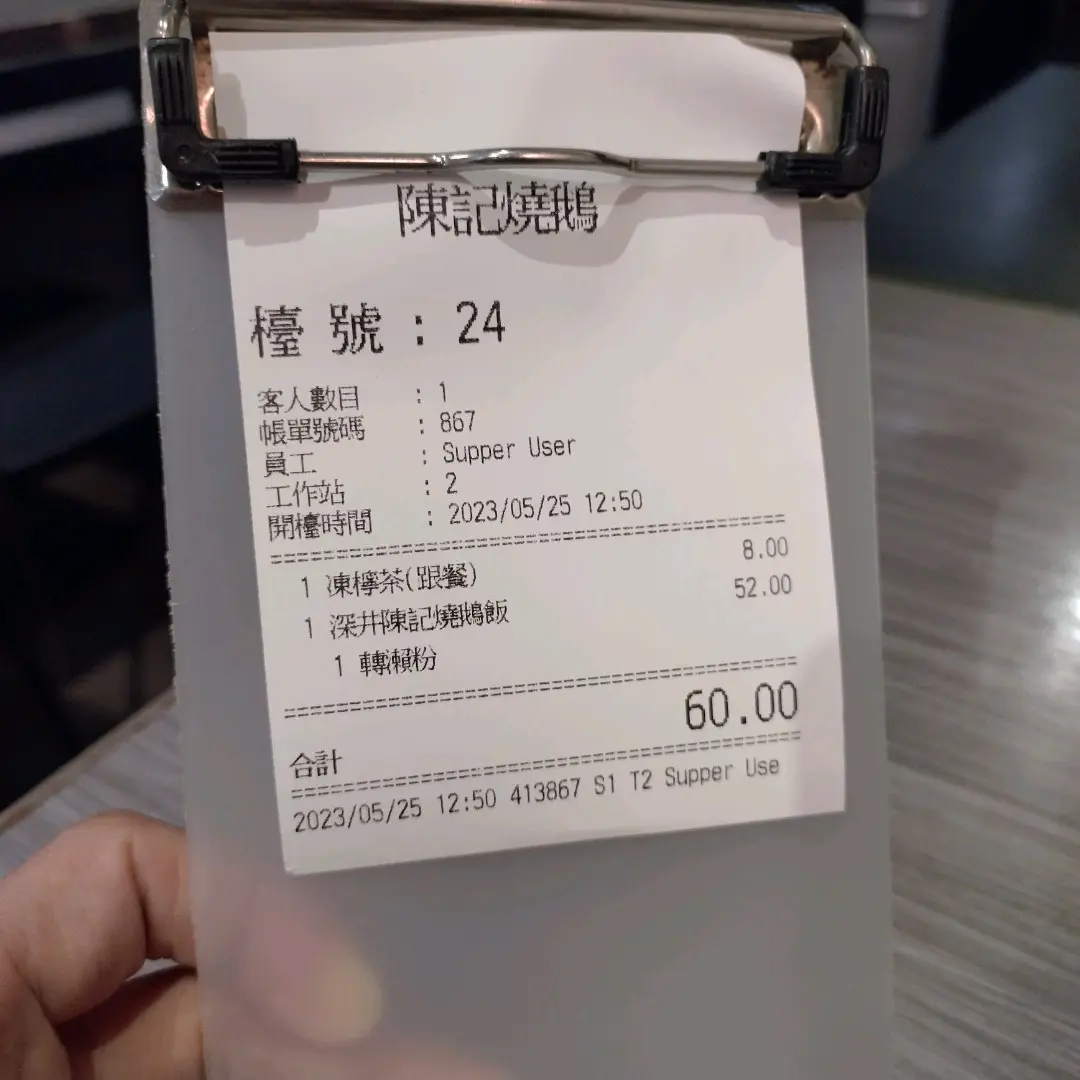 陳記燒鵝
檯 號 : 24
客人數目 : 1
帳單號碼 : 867
員工 : Supper User
工作站 : 2
開檯時間 : 2023/05/25 12:50
1 凍檸茶(跟餐) 8.00
1 深井陳記燒鵝飯 52.00
1 轉瀨粉
合計 60.00
2023/05/25 12:50 413867 S1 T2 Supper Use